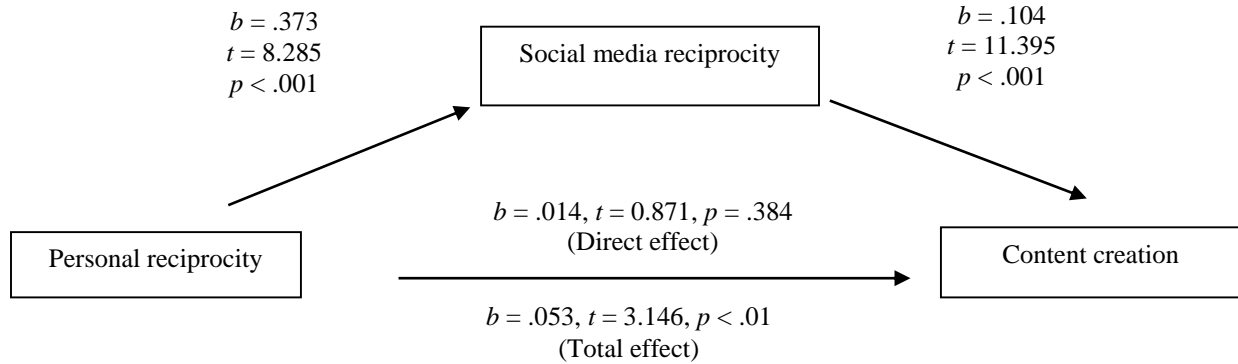 b = .373
t = 8.285
p < .001
Social media reciprocity
b = .104
t = 11.395
p < .001
b = .014, t = 0.871, p = .384
(Direct effect)
Personal reciprocity
Content creation
b = .053, t = 3.146, p < .01
(Total effect)